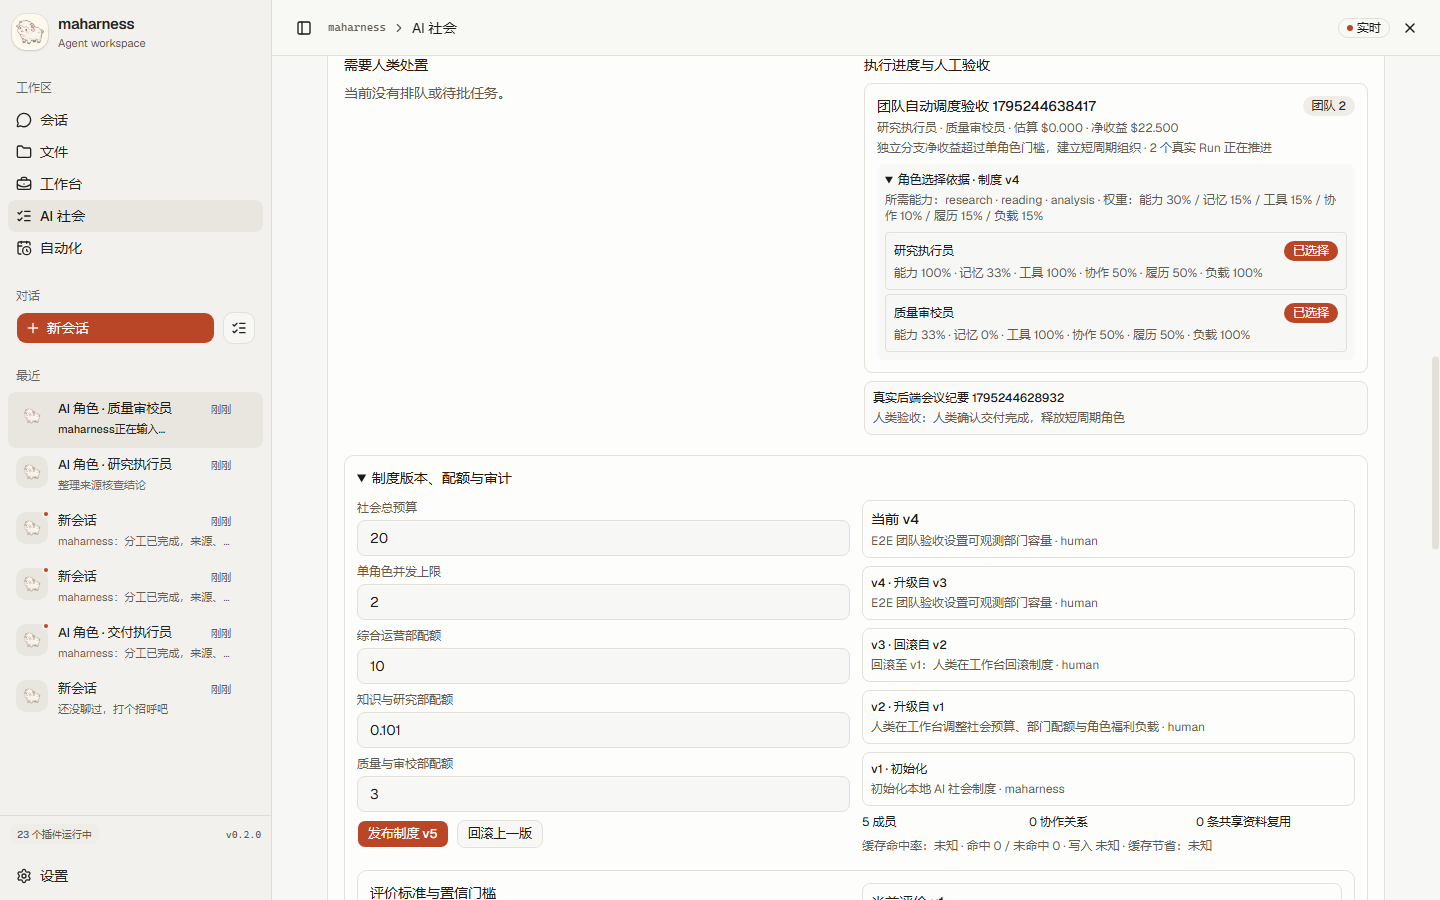 maharness
Agent workspace
工作区
会话
文件
工作台
AI 社会
自动化
对话
新会话
最近
AI 角色 · 质量审校员
刚刚
maharness正在输入...
AI 角色 · 研究执行员
刚刚
整理来源核查结论
新会话
刚刚
maharness：分工已完成，来源、...
新会话
刚刚
maharness：分工已完成，来源、...
AI 角色 · 交付执行员
刚刚
maharness：分工已完成，来源、...
新会话
刚刚
还没聊过，打个招呼吧
23 个插件运行中
v0.2.0
设置
maharness > AI 社会
实时
需要人类处置
当前没有排队或待批任务。
执行进度与人工验收
团队自动调度验收 1795244638417
团队 2
研究执行员 · 质量审校员 · 估算 $0.000 · 净收益 $22.500
独立分支净收益超过单角色门槛，建立短周期组织 · 2 个真实 Run 正在推进
▼ 角色选择依据 · 制度 v4
所需能力：research · reading · analysis · 权重：能力 30% / 记忆 15% / 工具 15% / 协
作 10% / 履历 15% / 负载 15%
研究执行员
已选择
能力 100% · 记忆 33% · 工具 100% · 协作 50% · 履历 50% · 负载 100%
质量审校员
已选择
能力 33% · 记忆 0% · 工具 100% · 协作 50% · 履历 50% · 负载 100%
真实后端会议纪要 1795244628932
人类验收：人类确认交付完成，释放短周期角色
▼ 制度版本、配额与审计
社会总预算
20
单角色并发上限
2
综合运营部配额
10
知识与研究部配额
0.101
质量与审校部配额
3
发布制度 v5
回滚上一版
当前 v4
E2E 团队验收设置可观测部门容量 · human
v4 · 升级自 v3
E2E 团队验收设置可观测部门容量 · human
v3 · 回滚自 v2
回滚至 v1：人类在工作台回滚制度 · human
v2 · 升级自 v1
人类在工作台调整社会预算、部门配额与角色福利负载 · human
v1 · 初始化
初始化本地 AI 社会制度 · maharness
5 成员
0 协作关系
0 条共享资料复用
缓存命中率：未知 · 命中 0 / 未命中 0 · 写入 未知 · 缓存节省：未知
评价标准与置信门槛
当前评价 v1